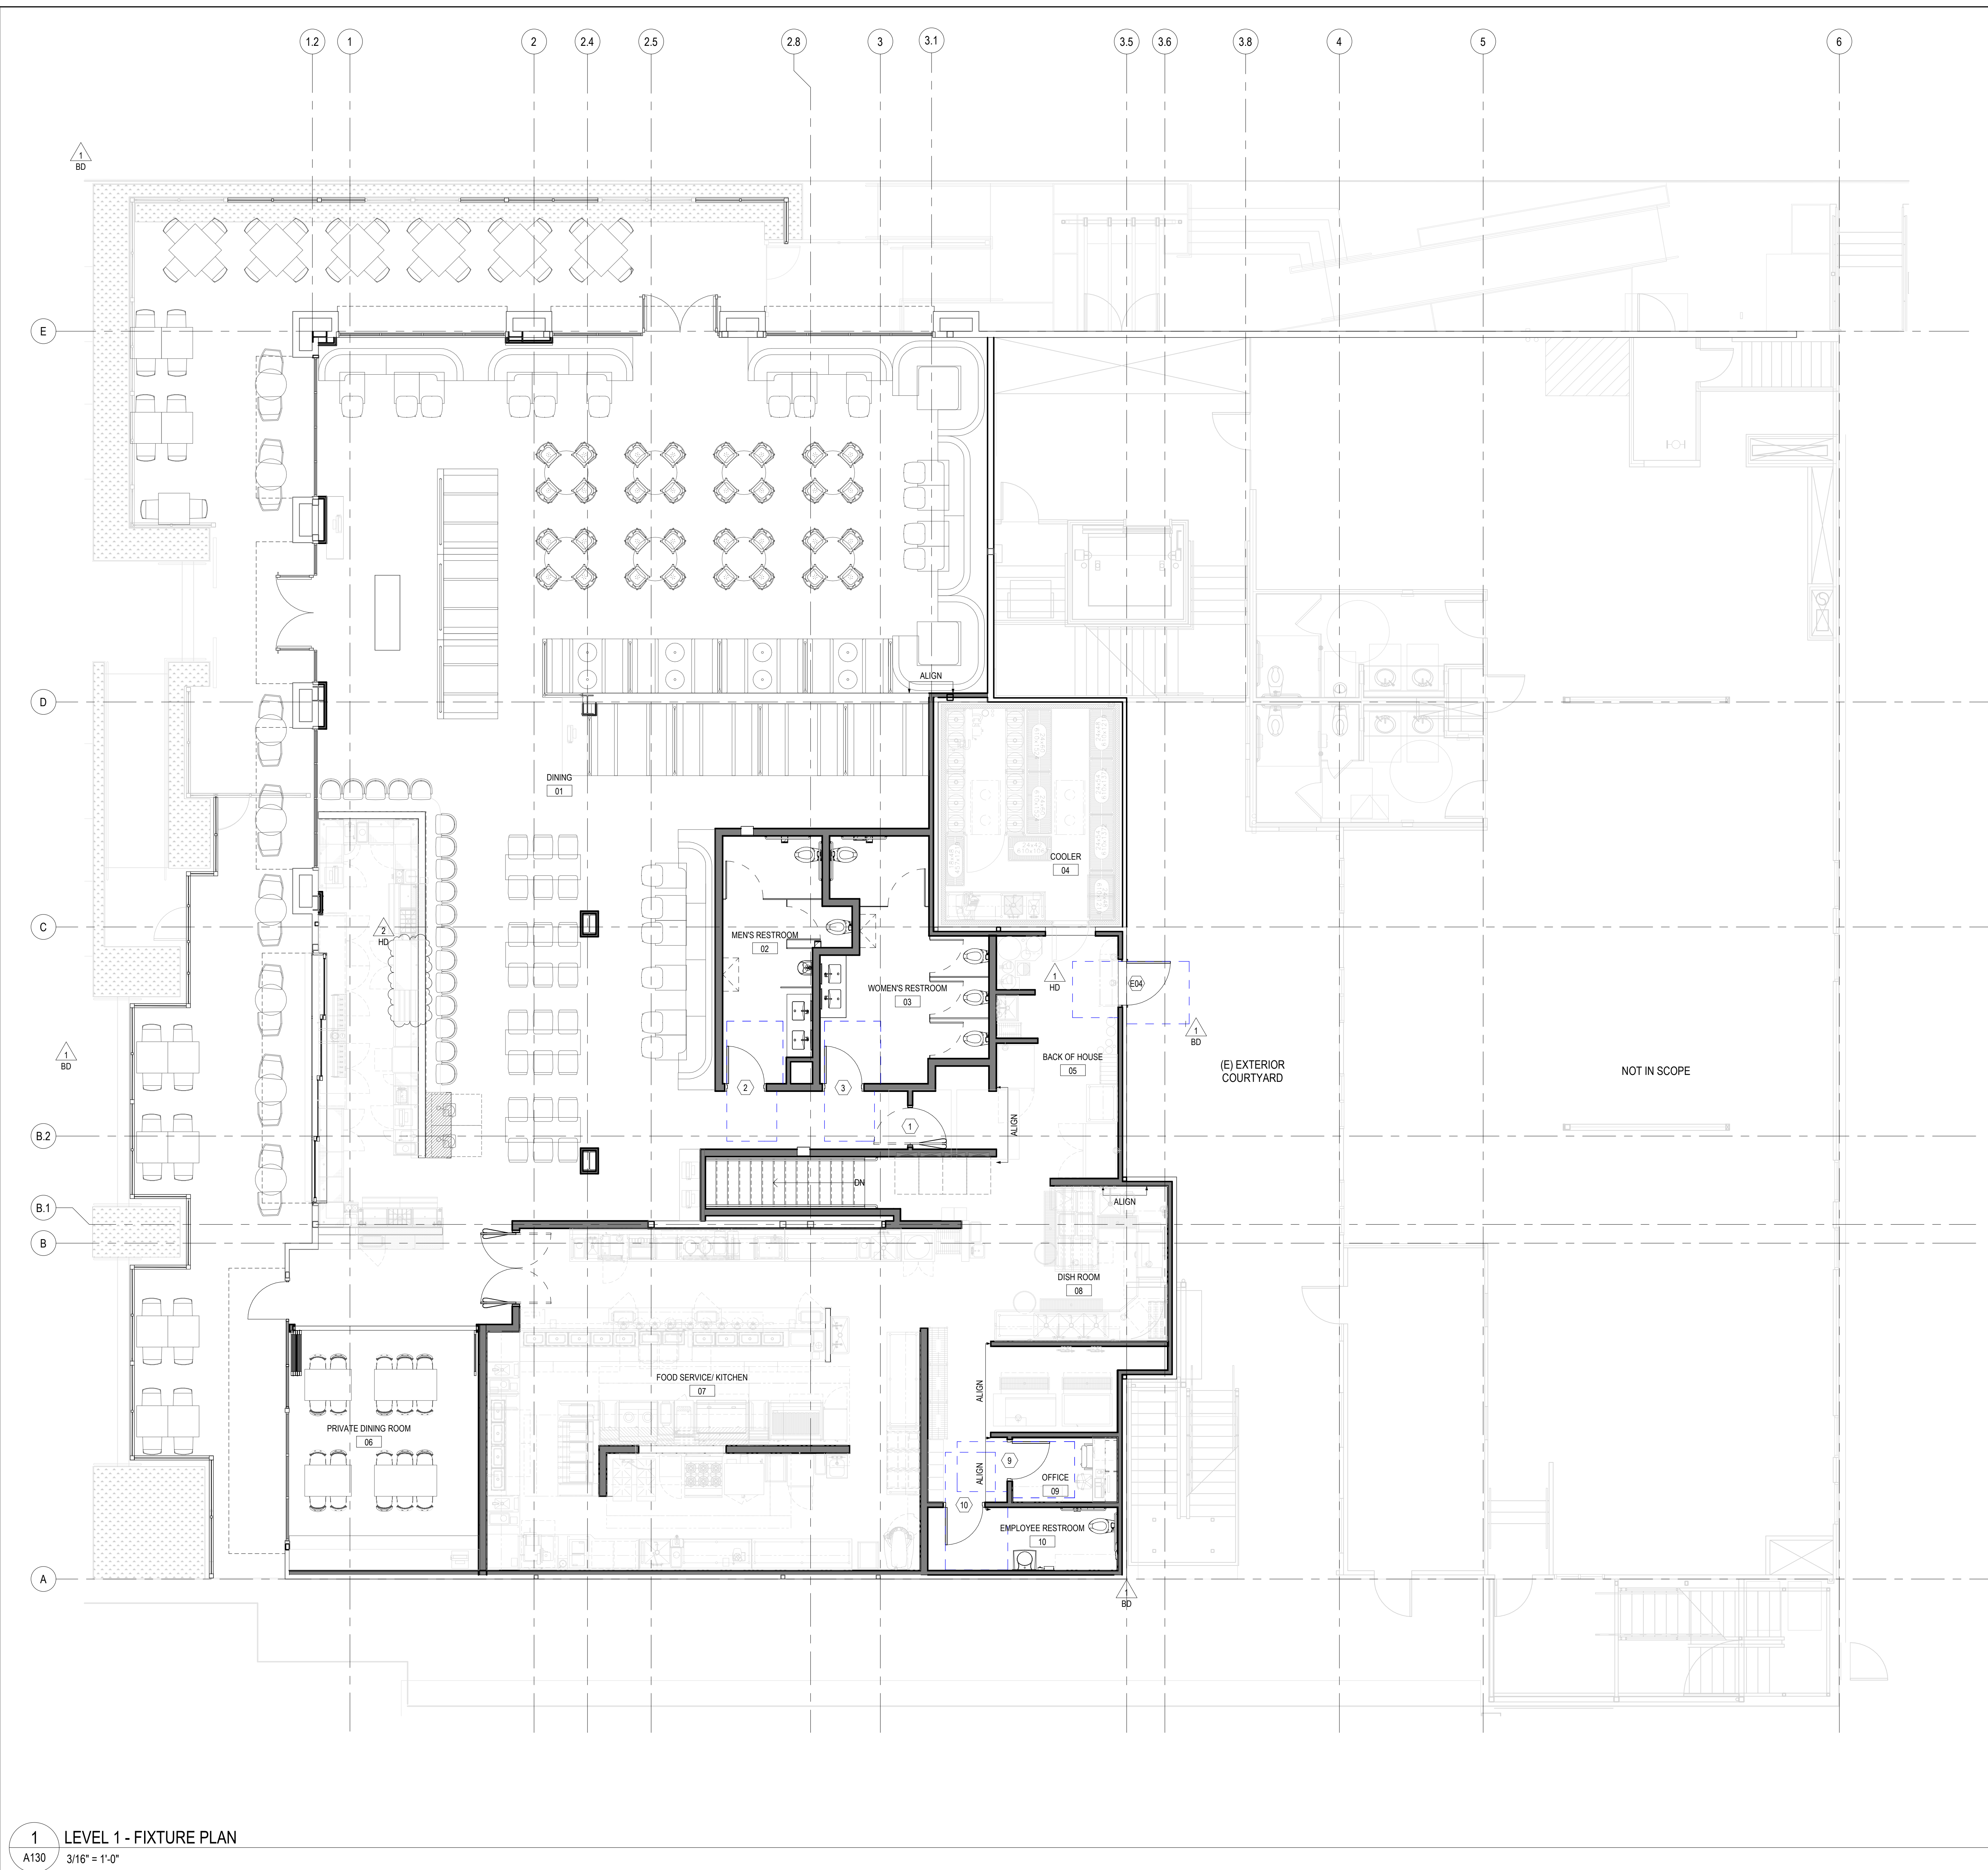 1.2
1
2
2.4
2.5
2.8
3
3.1
3.5
3.6
3.8
4
5
6
1
BD
E
D
ALIGN
DINING
01
COOLER
04
C
2
HD
MEN'S RESTROOM
02
WOMEN'S RESTROOM
03
1
HD
E04
1
BD
1
BD
BACK OF HOUSE
05
(E) EXTERIOR
COURTYARD
NOT IN SCOPE
2
3
1
ALIGN
B.2
DN
ALIGN
B.1
B
DISH ROOM
08
FOOD SERVICE/ KITCHEN
07
ALIGN
PRIVATE DINING ROOM
06
9
ALIGN
OFFICE
09
10
EMPLOYEE RESTROOM
10
A
1
BD
1
A130
LEVEL 1 - FIXTURE PLAN
3/16" = 1'-0"